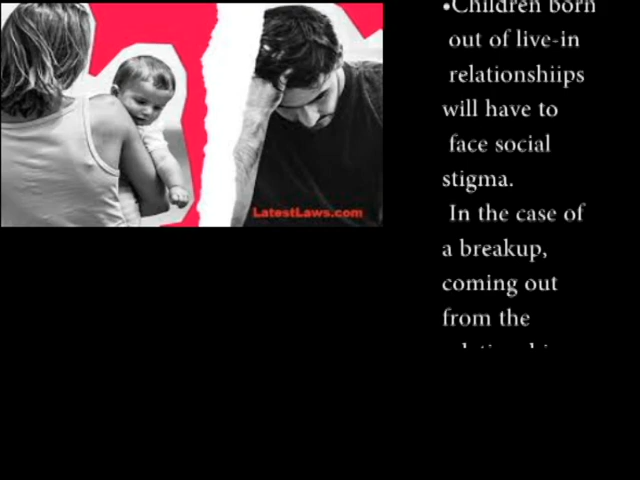 LatestLaws.com
•Children born
out of live-in
relationshiips
will have to
face social
stigma.
In the case of
a breakup,
coming out
from the